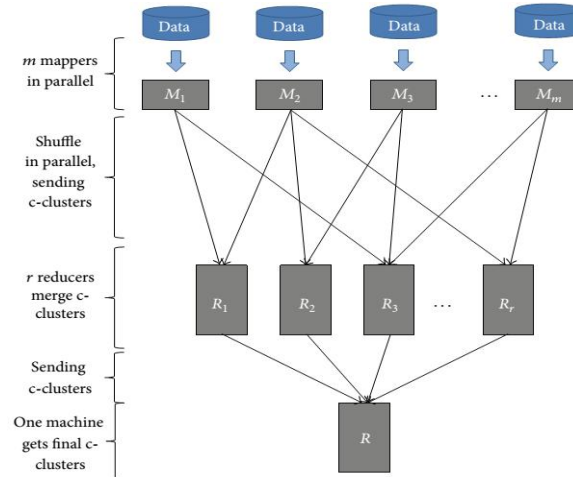 Data Data Data Data
m mappers
in parallel
M1 M2 M3 … Mm
Shuffle
in parallel,
sending
c-clusters
r reducers
merge c-
clusters
R1 R2 R3 … Rr
Sending
c-clusters
One machine
gets final c-
clusters
R